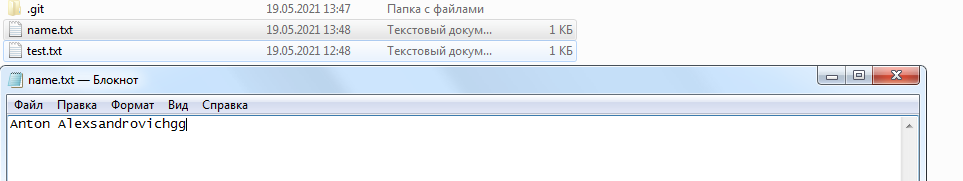 .git 19.05.2021 13:47 Папка с файлами
name.txt 19.05.2021 13:48 Текстовый докум... 1 КБ
test.txt 19.05.2021 12:48 Текстовый докум... 1 КБ
name.txt — Блокнот
Файл Правка Формат Вид Справка
Anton Alexsandrovichgg